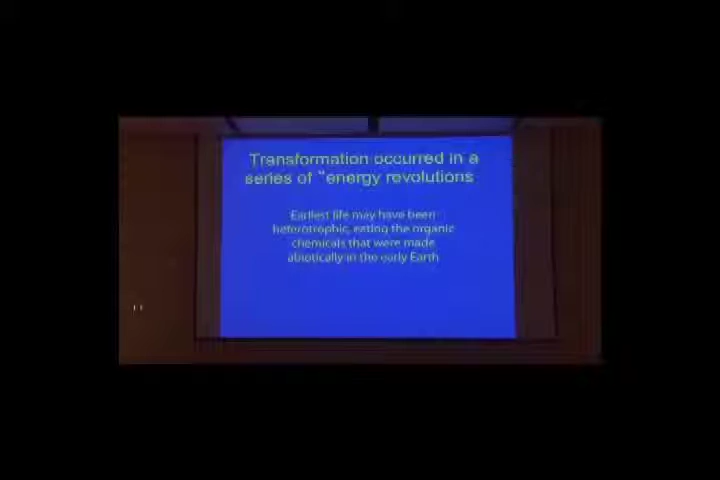 Transformation occurred in a
series of "energy revolutions
Earliest life may have been
heterotrophic, eating the organic
chemicals that were made
abiotically in the early Earth